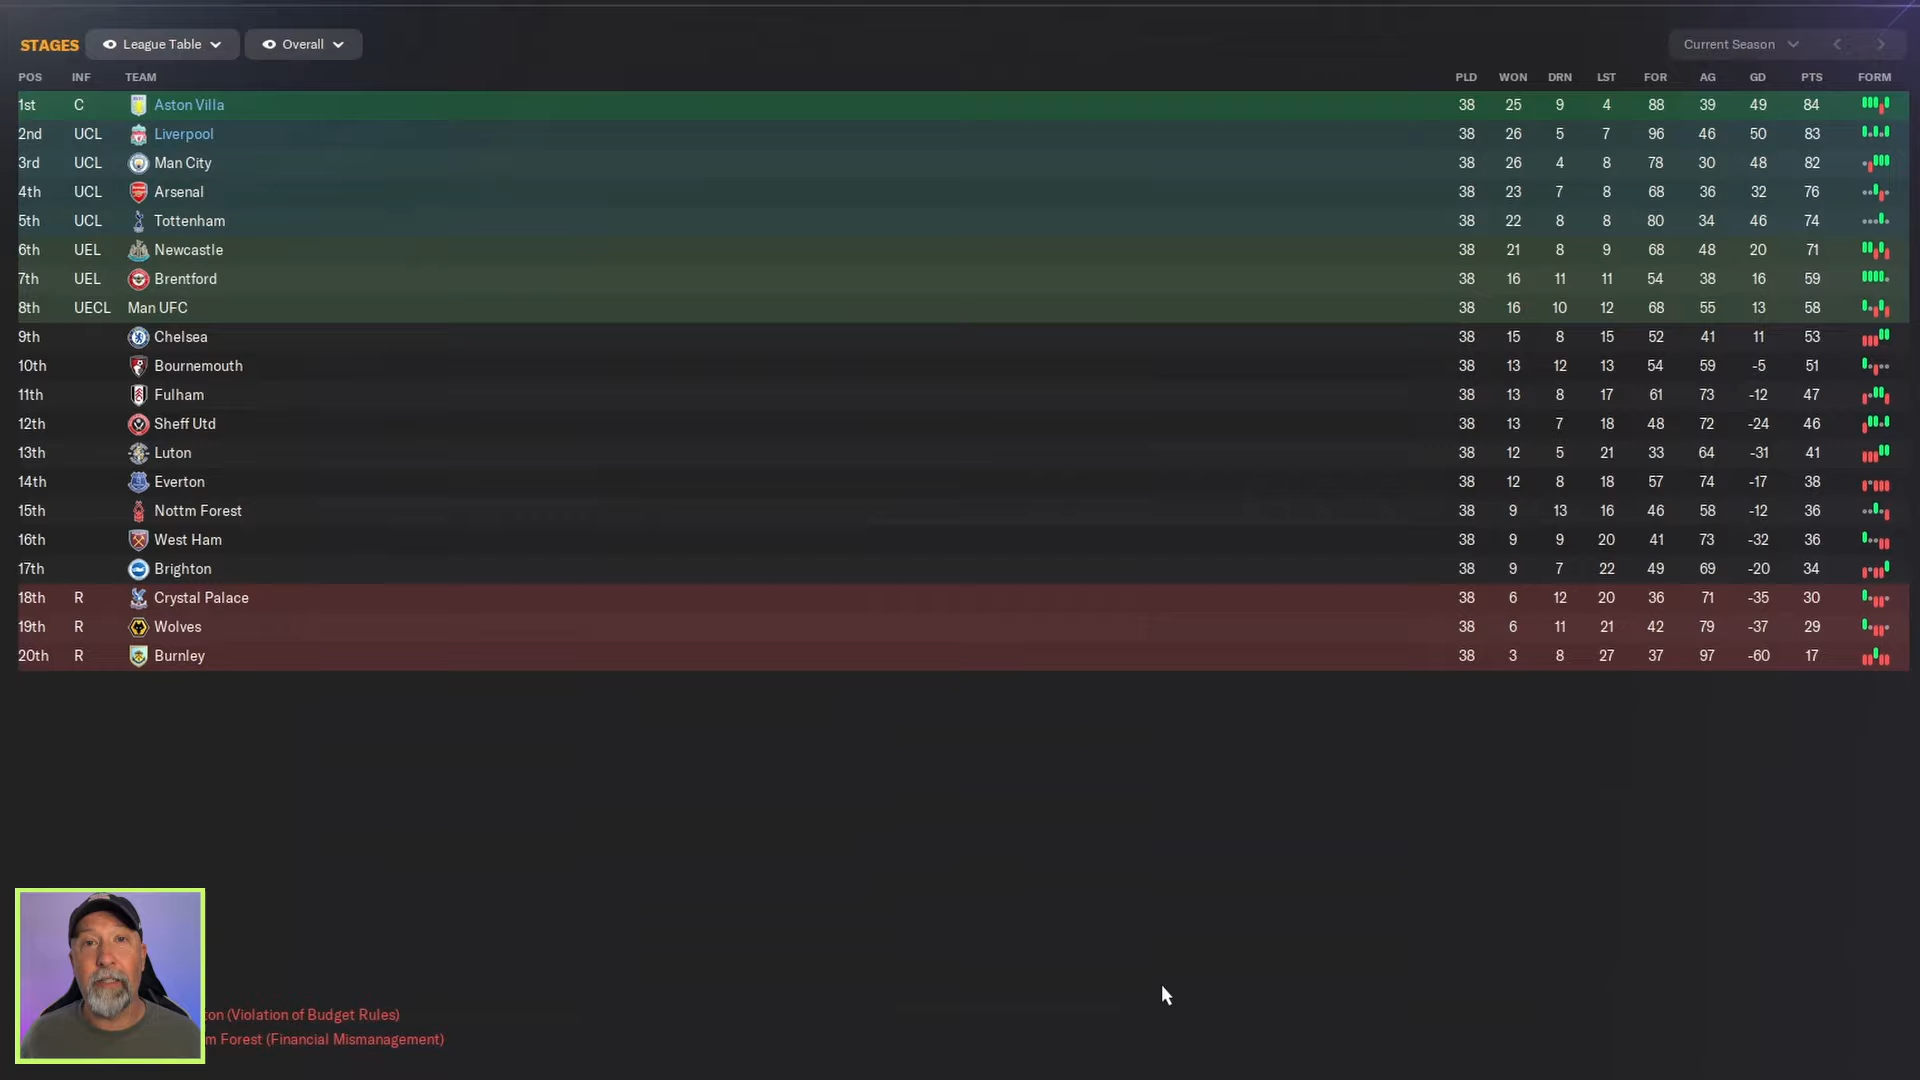 STAGES League Table Overall Current Season
POS INF TEAM PLD WON DRN LST FOR AG GD PTS FORM
1st C Aston Villa 38 25 9 4 88 39 49 84
2nd UCL Liverpool 38 26 5 7 96 46 50 83
3rd UCL Man City 38 26 4 8 78 30 48 82
4th UCL Arsenal 38 23 7 8 68 36 32 76
5th UCL Tottenham 38 22 8 8 80 34 46 74
6th UEL Newcastle 38 21 8 9 68 48 20 71
7th UEL Brentford 38 16 11 11 54 38 16 59
8th UECL Man UFC 38 16 10 12 68 55 13 58
9th Chelsea 38 15 8 15 52 41 11 53
10th Bournemouth 38 13 12 13 54 59 -5 51
11th Fulham 38 13 8 17 61 73 -12 47
12th Sheff Utd 38 13 7 18 48 72 -24 46
13th Luton 38 12 5 21 33 64 -31 41
14th Everton 38 12 8 18 57 74 -17 38
15th Nottm Forest 38 9 13 16 46 58 -12 36
16th West Ham 38 9 9 20 41 73 -32 36
17th Brighton 38 9 7 22 49 69 -20 34
18th R Crystal Palace 38 6 12 20 36 71 -35 30
19th R Wolves 38 6 11 21 42 79 -37 29
20th R Burnley 38 3 8 27 37 97 -60 17
ton (Violation of Budget Rules)
m Forest (Financial Mismanagement)